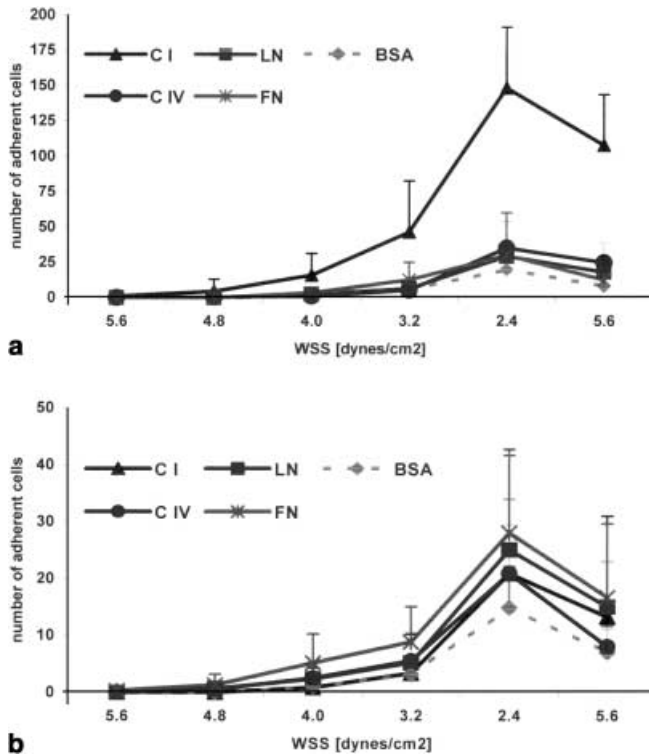 number of adherent cells
200
175
150
125
100
75
50
25
0
C I LN BSA
C IV FN
5.6 4.8 4.0 3.2 2.4 5.6
WSS [dynes/cm2]
a
number of adherent cells
50
40
30
20
10
0
C I LN BSA
C IV FN
5.6 4.8 4.0 3.2 2.4 5.6
WSS [dynes/cm2]
b